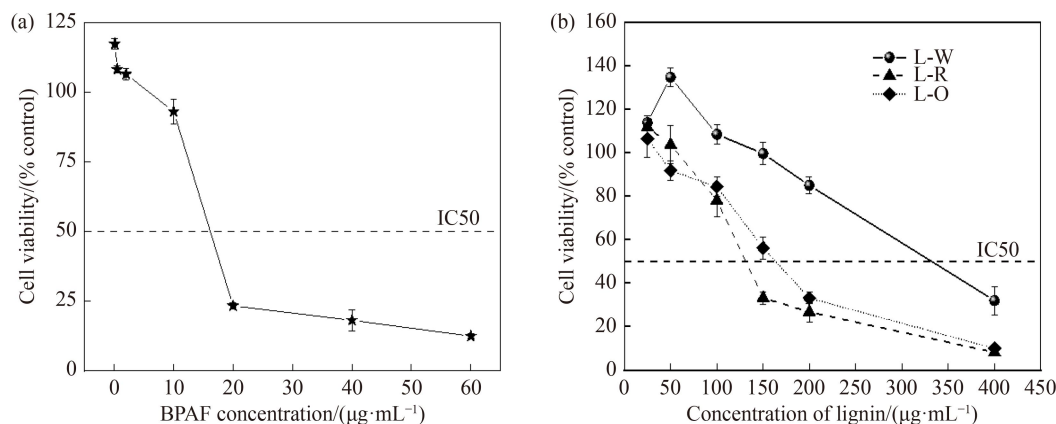 (a)
125
100
75
50
25
0
Cell viability/(% control)
IC50
0 10 20 30 40 50 60
BPAF concentration/(μg·mL⁻¹)
(b)
160
140
120
100
80
60
40
20
0
Cell viability/(% control)
L-W
L-R
L-O
IC50
0 50 100 150 200 250 300 350 400 450
Concentration of lignin/(μg·mL⁻¹)